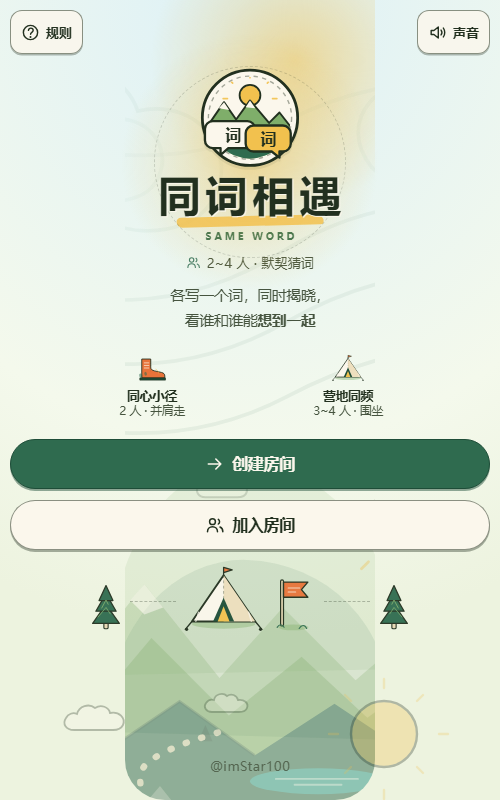 规则
声音
词
词
同词相遇
SAME WORD
2~4 人 · 默契猜词
各写一个词，同时揭晓，
看谁和谁能想到一起
同心小径
2 人 · 并肩走
营地同频
3~4 人 · 围坐
创建房间
加入房间
@imStar100